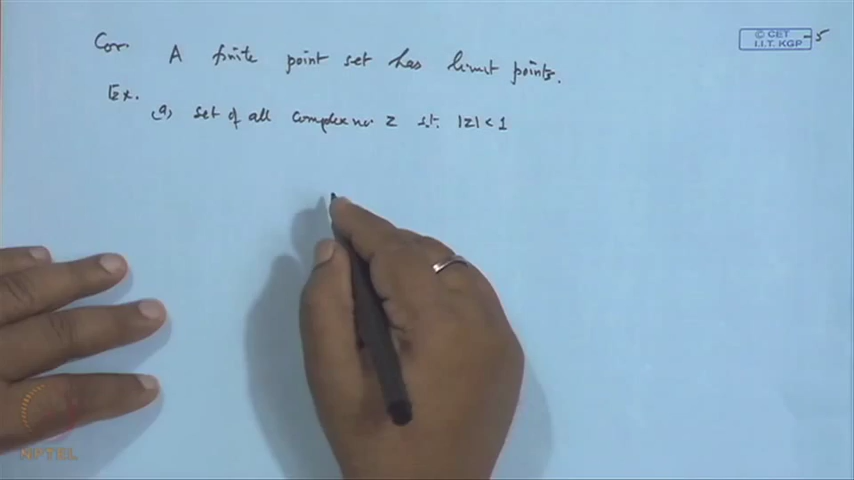 Cor. A finite point set has limit points.
© CET
I.I.T. KGP
-5
Ex. (a) set of all complex no. z s.t. |z| < 1
NPTEL